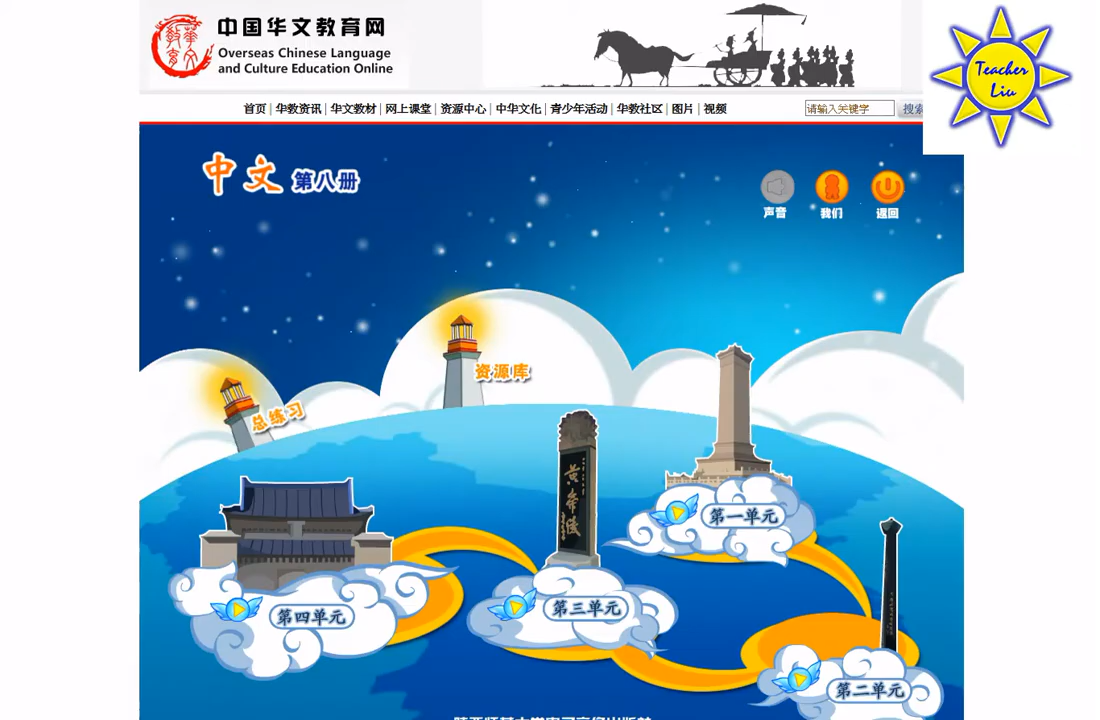 中国华文教育网
Overseas Chinese Language
and Culture Education Online
Teacher
Liu
首页 | 华教资讯 | 华文教材 | 网上课堂 | 资源中心 | 中华文化 | 青少年活动 | 华教社区 | 图片 | 视频
请输入关键字
搜索
中文 第八册
声音
我们
返回
资源库
总练习
黄帝陵
第一单元
第三单元
第四单元
第二单元